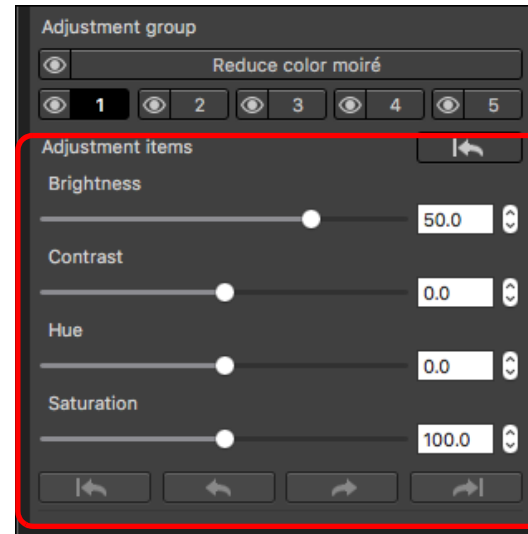 Adjustment group
Reduce color moiré
1 2 3 4 5
Adjustment items
Brightness
50.0
Contrast
0.0
Hue
0.0
Saturation
100.0